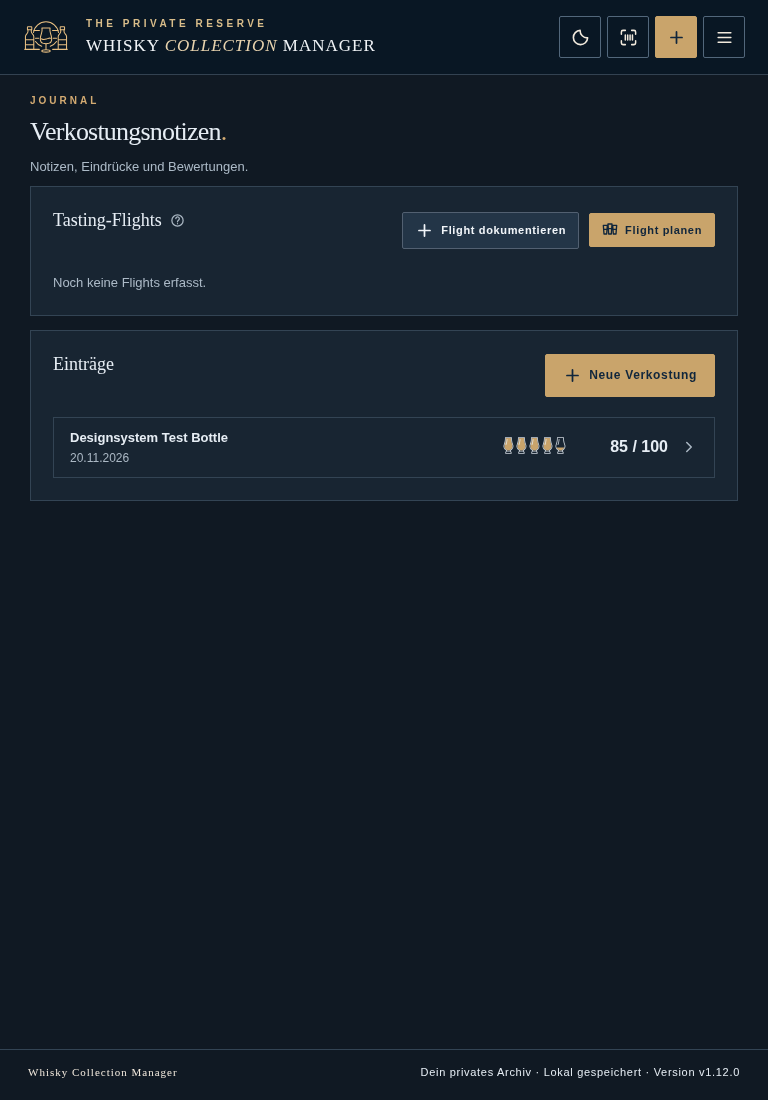 THE PRIVATE RESERVE
WHISKY COLLECTION MANAGER
JOURNAL
Verkostungsnotizen.
Notizen, Eindrücke und Bewertungen.
Tasting-Flights
Flight dokumentieren
Flight planen
Noch keine Flights erfasst.
Einträge
Neue Verkostung
Designsystem Test Bottle
20.11.2026
85 / 100
Whisky Collection Manager
Dein privates Archiv · Lokal gespeichert · Version v1.12.0